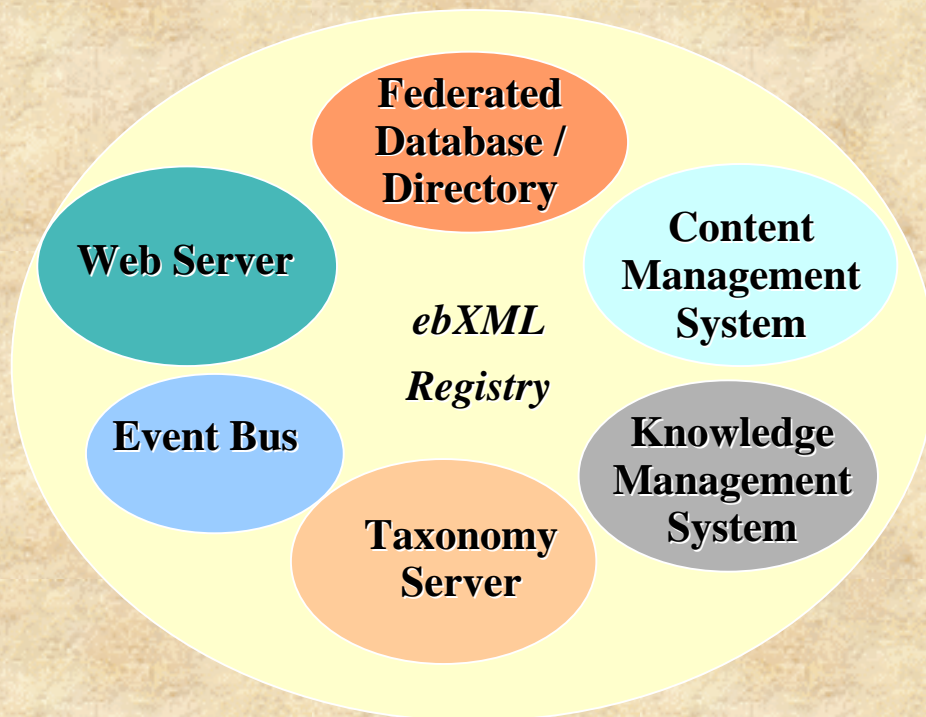 Federated
Database /
Directory
Web Server
Content
Management
System
ebXML
Registry
Event Bus
Knowledge
Management
System
Taxonomy
Server